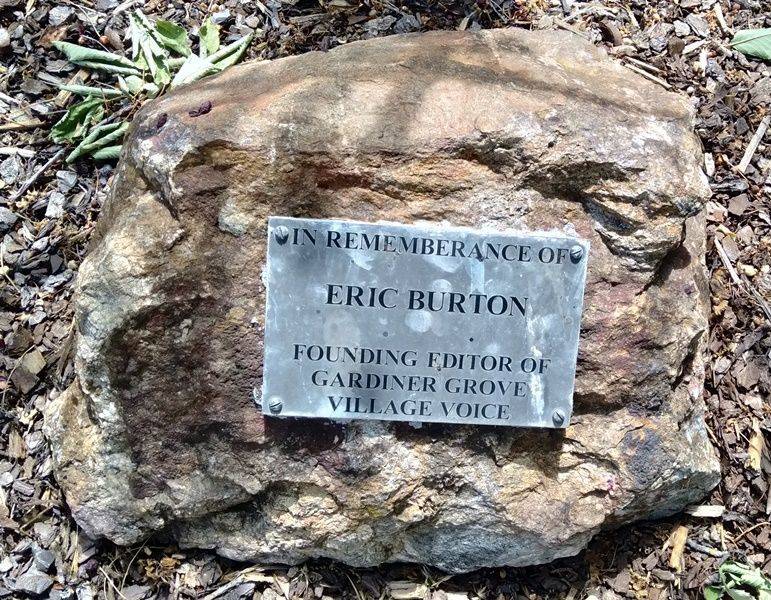 IN REMEMBERANCE OF
ERIC BURTON
FOUNDING EDITOR OF
GARDINER GROVE
VILLAGE VOICE